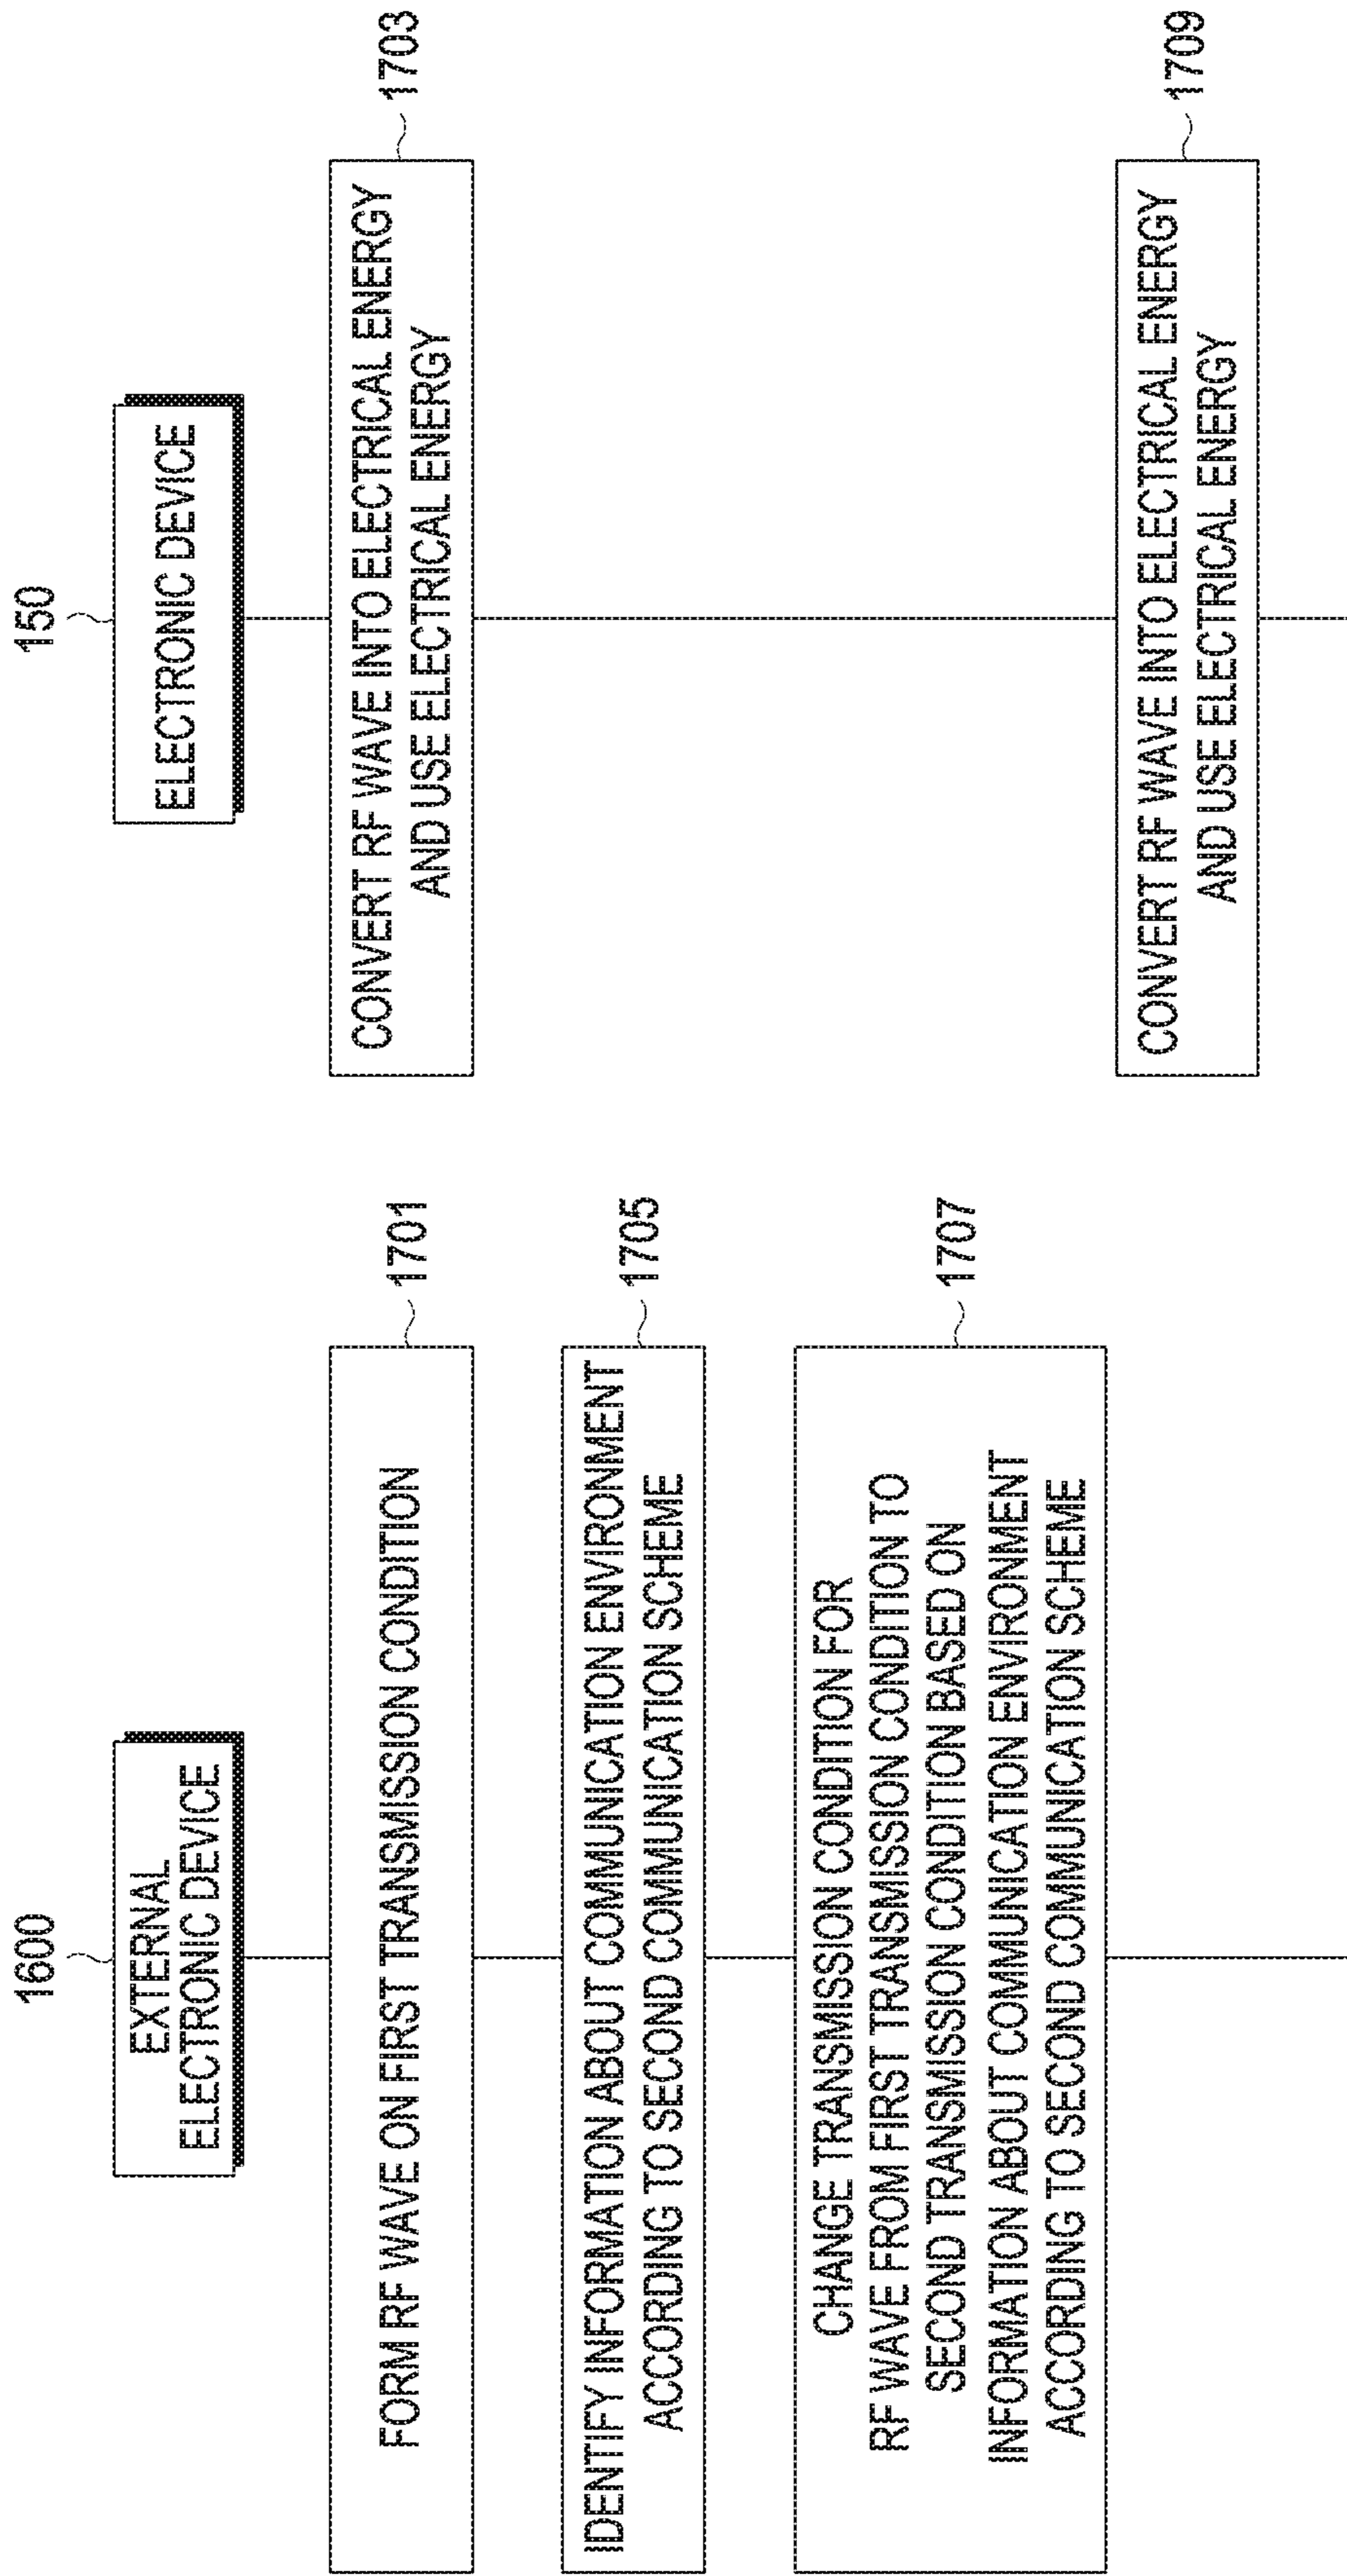 1600
EXTERNAL
ELECTRONIC DEVICE
150
ELECTRONIC DEVICE
FORM RF WAVE ON FIRST TRANSMISSION CONDITION
1701
CONVERT RF WAVE INTO ELECTRICAL ENERGY
AND USE ELECTRICAL ENERGY
1703
IDENTIFY INFORMATION ABOUT COMMUNICATION ENVIRONMENT
ACCORDING TO SECOND COMMUNICATION SCHEME
1705
CHANGE TRANSMISSION CONDITION FOR
RF WAVE FROM FIRST TRANSMISSION CONDITION TO
SECOND TRANSMISSION CONDITION BASED ON
INFORMATION ABOUT COMMUNICATION ENVIRONMENT
ACCORDING TO SECOND COMMUNICATION SCHEME
1707
CONVERT RF WAVE INTO ELECTRICAL ENERGY
AND USE ELECTRICAL ENERGY
1709